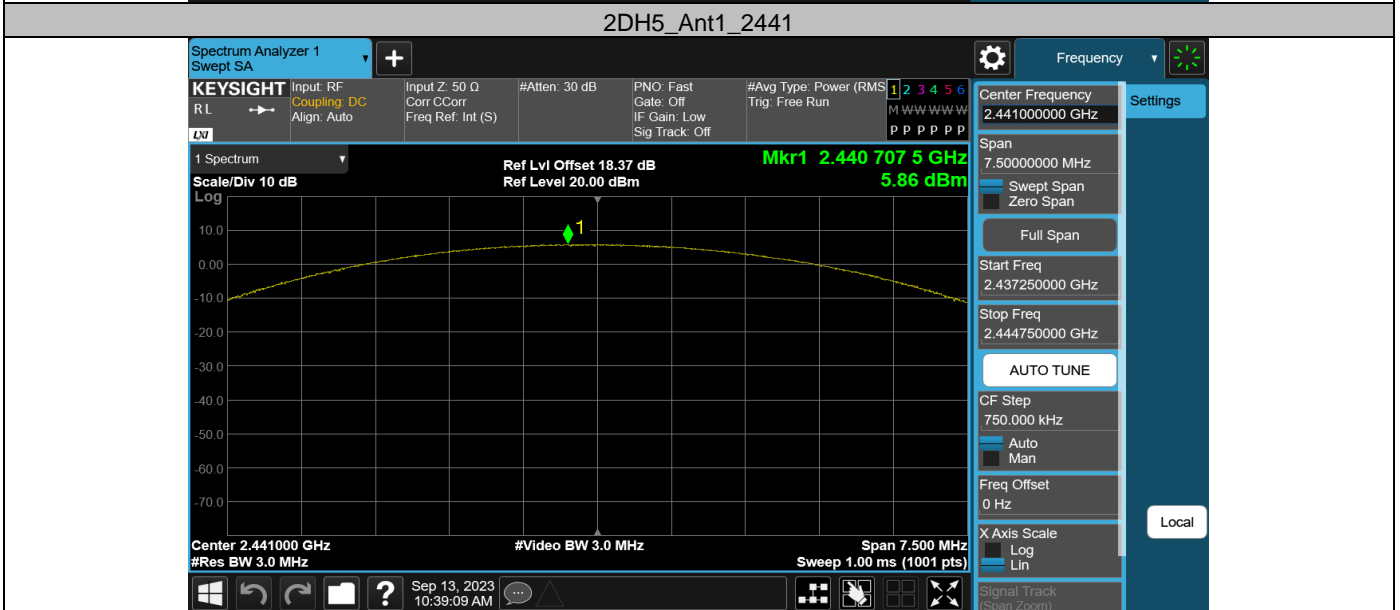 2DH5_Ant1_2441
Spectrum Analyzer 1
Swept SA
+
Frequency
KEYSIGHT
R L
LXI
Input: RF
Coupling: DC
Align: Auto
Input Z: 50 Ω
Corr CCorr
Freq Ref: Int (S)
#Atten: 30 dB
PNO: Fast
Gate: Off
IF Gain: Low
Sig Track: Off
#Avg Type: Power (RMS
Trig: Free Run
1 2 3 4 5 6
M W W W W W
P P P P P P
1 Spectrum
Scale/Div 10 dB
Log
Ref Lvl Offset 18.37 dB
Ref Level 20.00 dBm
Mkr1 2.440 707 5 GHz
5.86 dBm
1
10.0
0.00
-10.0
-20.0
-30.0
-40.0
-50.0
-60.0
-70.0
Center 2.441000 GHz
#Res BW 3.0 MHz
#Video BW 3.0 MHz
Span 7.500 MHz
Sweep 1.00 ms (1001 pts)
Center Frequency
2.441000000 GHz
Span
7.50000000 MHz
Swept Span
Zero Span
Full Span
Start Freq
2.437250000 GHz
Stop Freq
2.444750000 GHz
AUTO TUNE
CF Step
750.000 kHz
Auto
Man
Freq Offset
0 Hz
X Axis Scale
Log
Lin
Signal Track
(Span Zoom)
Settings
Local
?
Sep 13, 2023
10:39:09 AM